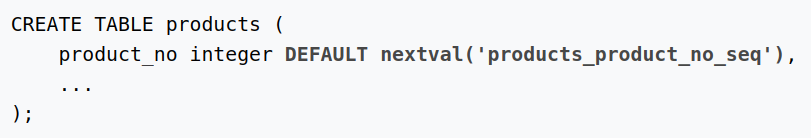 CREATE TABLE products (
    product_no integer DEFAULT nextval('products_product_no_seq'),
    ...
);